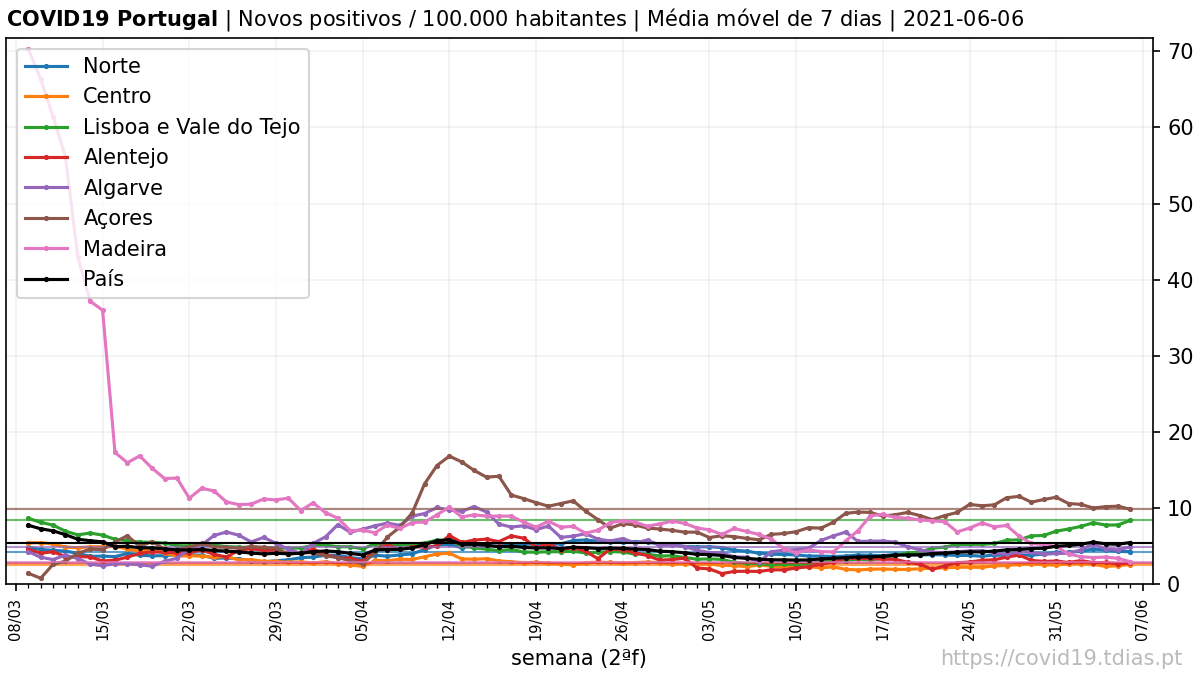 COVID19 Portugal | Novos positivos / 100.000 habitantes | Média móvel de 7 dias | 2021-06-06
Norte
Centro
Lisboa e Vale do Tejo
Alentejo
Algarve
Açores
Madeira
País
70
60
50
40
30
20
10
0
08/03
15/03
22/03
29/03
05/04
12/04
19/04
26/04
03/05
10/05
17/05
24/05
31/05
07/06
semana (2ªf)
https://covid19.tdias.pt